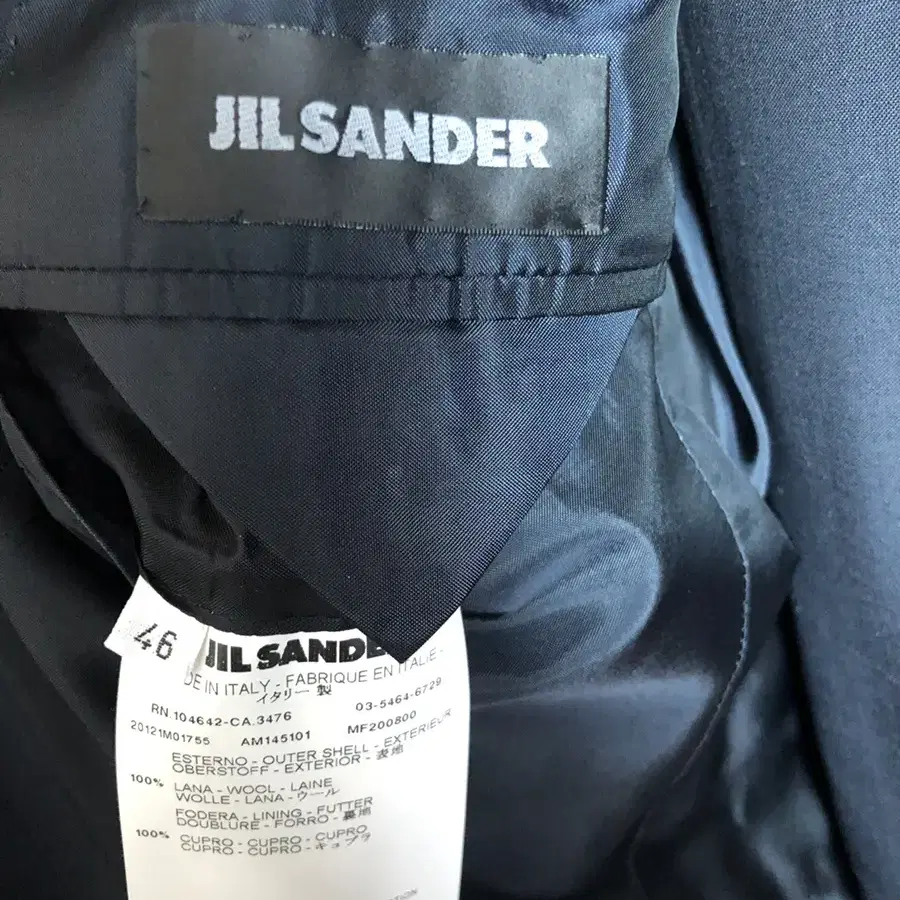 JIL SANDER
46
JIL SAND
DE IN ITALY - FABRIQUE EN ITALIE -
イタリー 製
RN.104642-CA.3476 03-5464-6729
20121M01755 AM145101 MF200800
ESTERNO - OUTER SHELL - EXTERIEUR
OBERSTOFF - EXTERIOR - 表地
100% LANA - WOOL - LAINE
WOLLE - LANA - ウール
FODERA - LINING - FUTTER
DOUBLURE - FORRO - 裏地
100% CUPRO - CUPRO - CUPRO
CUPRO - CUPRO - キュプラ